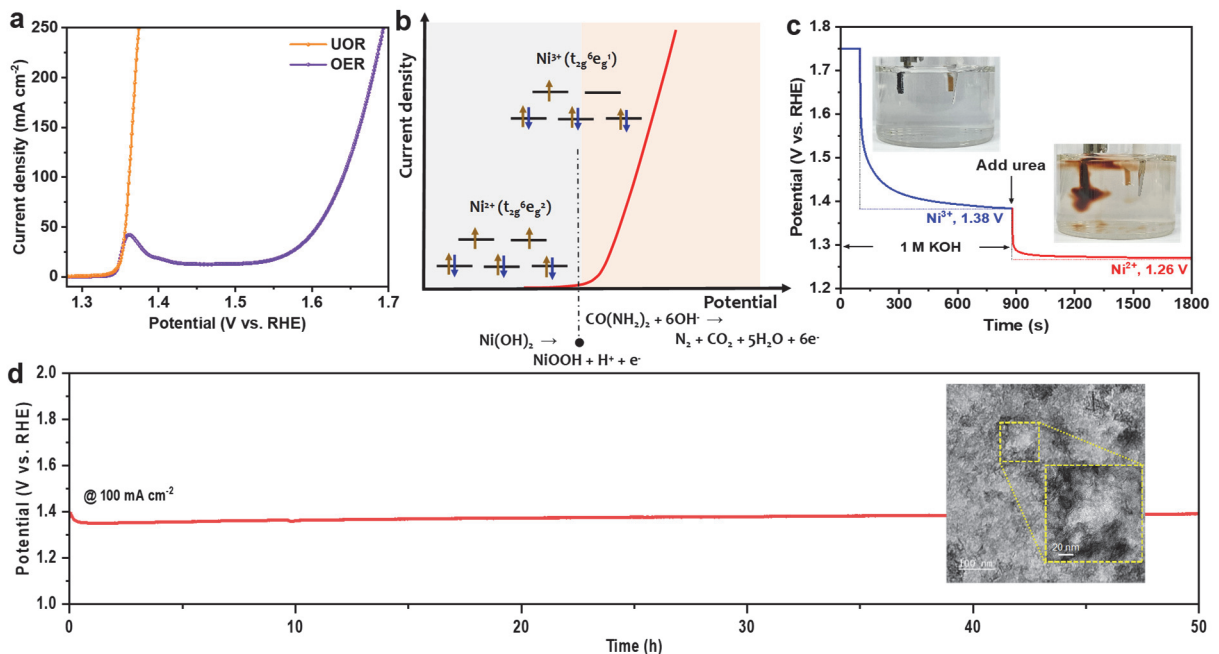 a
250
200
150
100
50
0
Current density (mA cm⁻²)
UOR
OER
1.3 1.4 1.5 1.6 1.7
Potential (V vs. RHE)
b
Current density
Ni³⁺ (t₂g⁶eg¹)
Ni²⁺ (t₂g⁶eg²)
Potential
CO(NH₂)₂ + 6OH⁻ →
N₂ + CO₂ + 5H₂O + 6e⁻
Ni(OH)₂ →
NiOOH + H⁺ + e⁻
c
1.8
1.7
1.6
1.5
1.4
1.3
1.2
Potential (V vs. RHE)
Add urea
Ni³⁺, 1.38 V
1 M KOH
Ni²⁺, 1.26 V
0 300 600 900 1200 1500 1800
Time (s)
d
2.0
1.8
1.6
1.4
1.2
1.0
Potential (V vs. RHE)
@ 100 mA cm⁻²
100 nm
20 nm
0 10 20 30 40 50
Time (h)